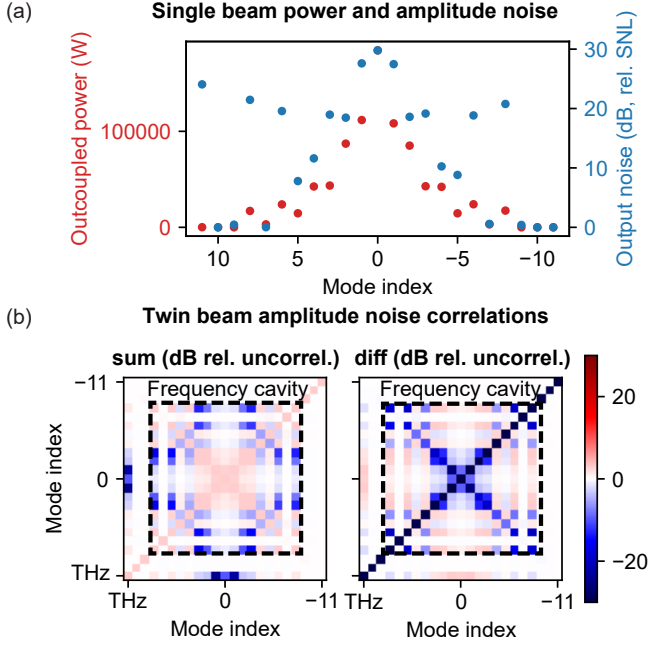 (a)
Single beam power and amplitude noise
Outcoupled power (W)
100000
0
30
20
10
0
Output noise (dB, rel. SNL)
10
5
0
−5
−10
Mode index
(b)
Twin beam amplitude noise correlations
sum (dB rel. uncorrel.)
diff (dB rel. uncorrel.)
−11
Frequency cavity
Frequency cavity
Mode index
0
THz
THz
0
−11
Mode index
THz
0
−11
Mode index
20
0
−20